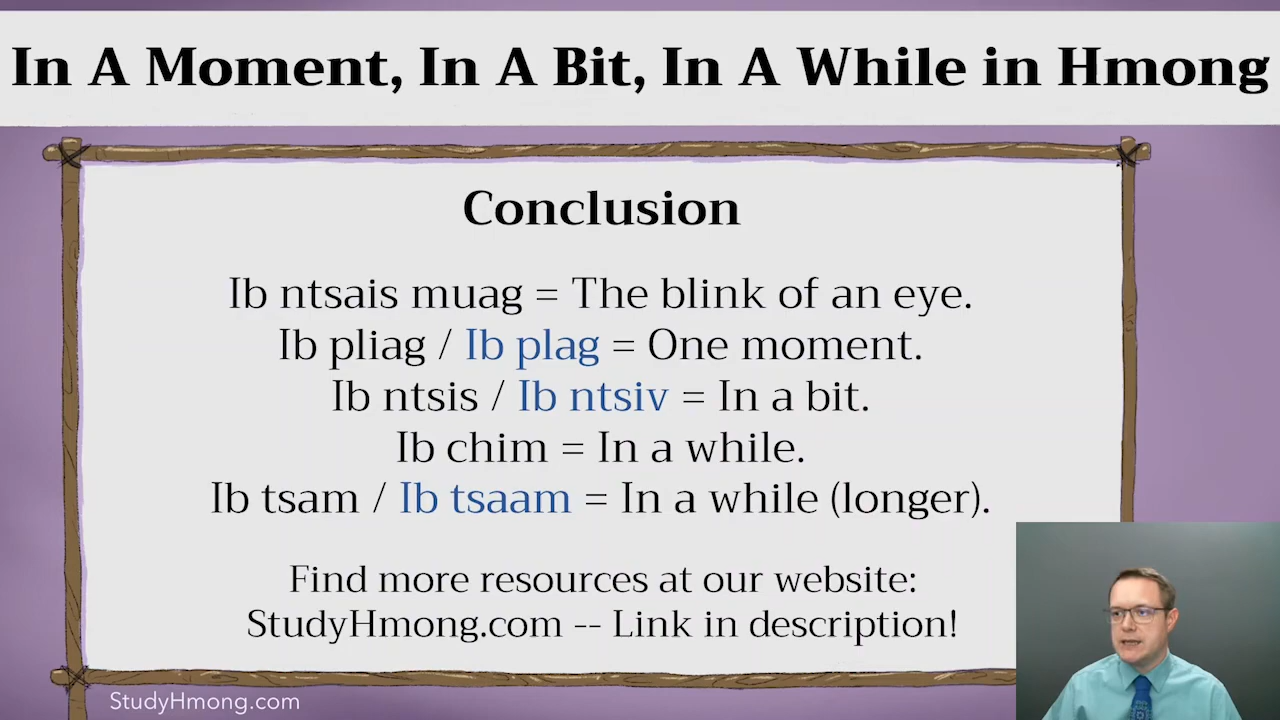 In A Moment, In A Bit, In A While in Hmong
Conclusion
Ib ntsais muag = The blink of an eye.
Ib pliag / Ib plag = One moment.
Ib ntsis / Ib ntsiv = In a bit.
Ib chim = In a while.
Ib tsam / Ib tsaam = In a while (longer).
Find more resources at our website:
StudyHmong.com -- Link in description!
StudyHmong.com